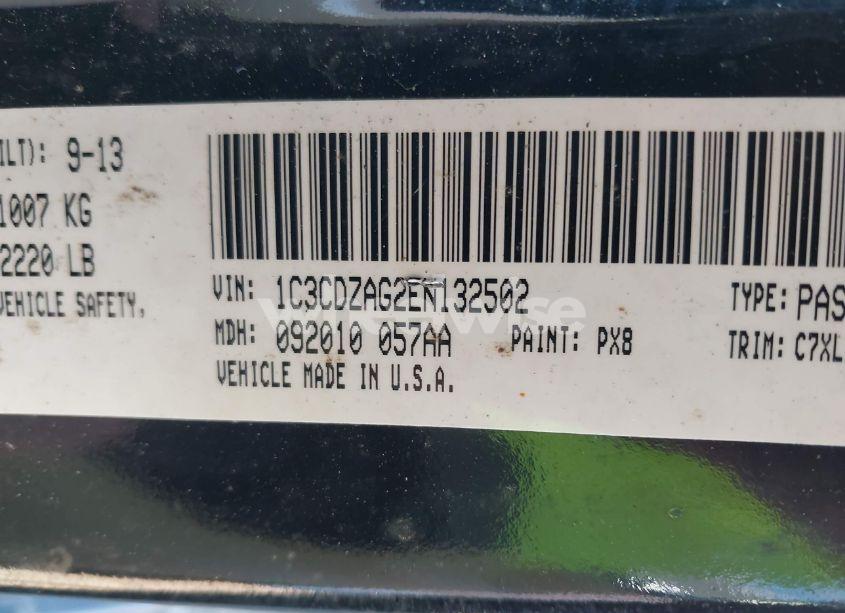 ILT): 9-13
1007 KG
2220 LB
VEHICLE SAFETY,
VIN: 1C3CDZAG2EN132502
MDH: 092010 057AA PAINT: PX8
VEHICLE MADE IN U.S.A.
TYPE: PAS
TRIM: C7XL